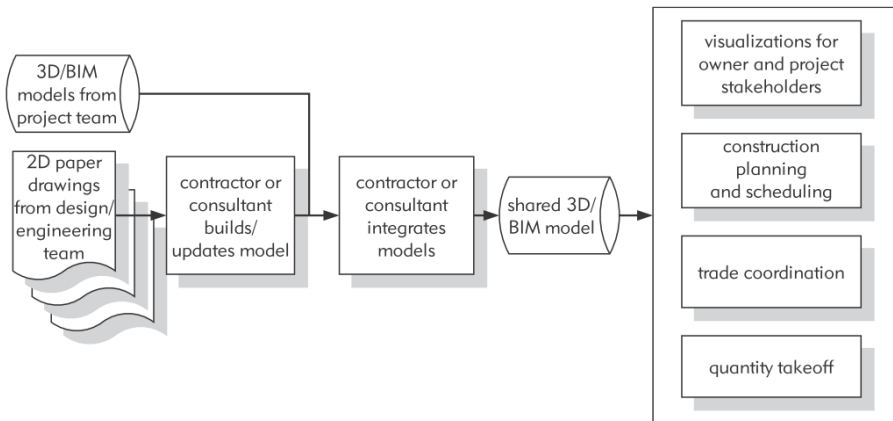 3D/BIM
models from
project team
2D paper
drawings
from design/
engineering
team
contractor or
consultant
builds/
updates model
contractor or
consultant
integrates
models
shared 3D/
BIM model
visualizations for
owner and project
stakeholders
construction
planning
and scheduling
trade coordination
quantity takeoff